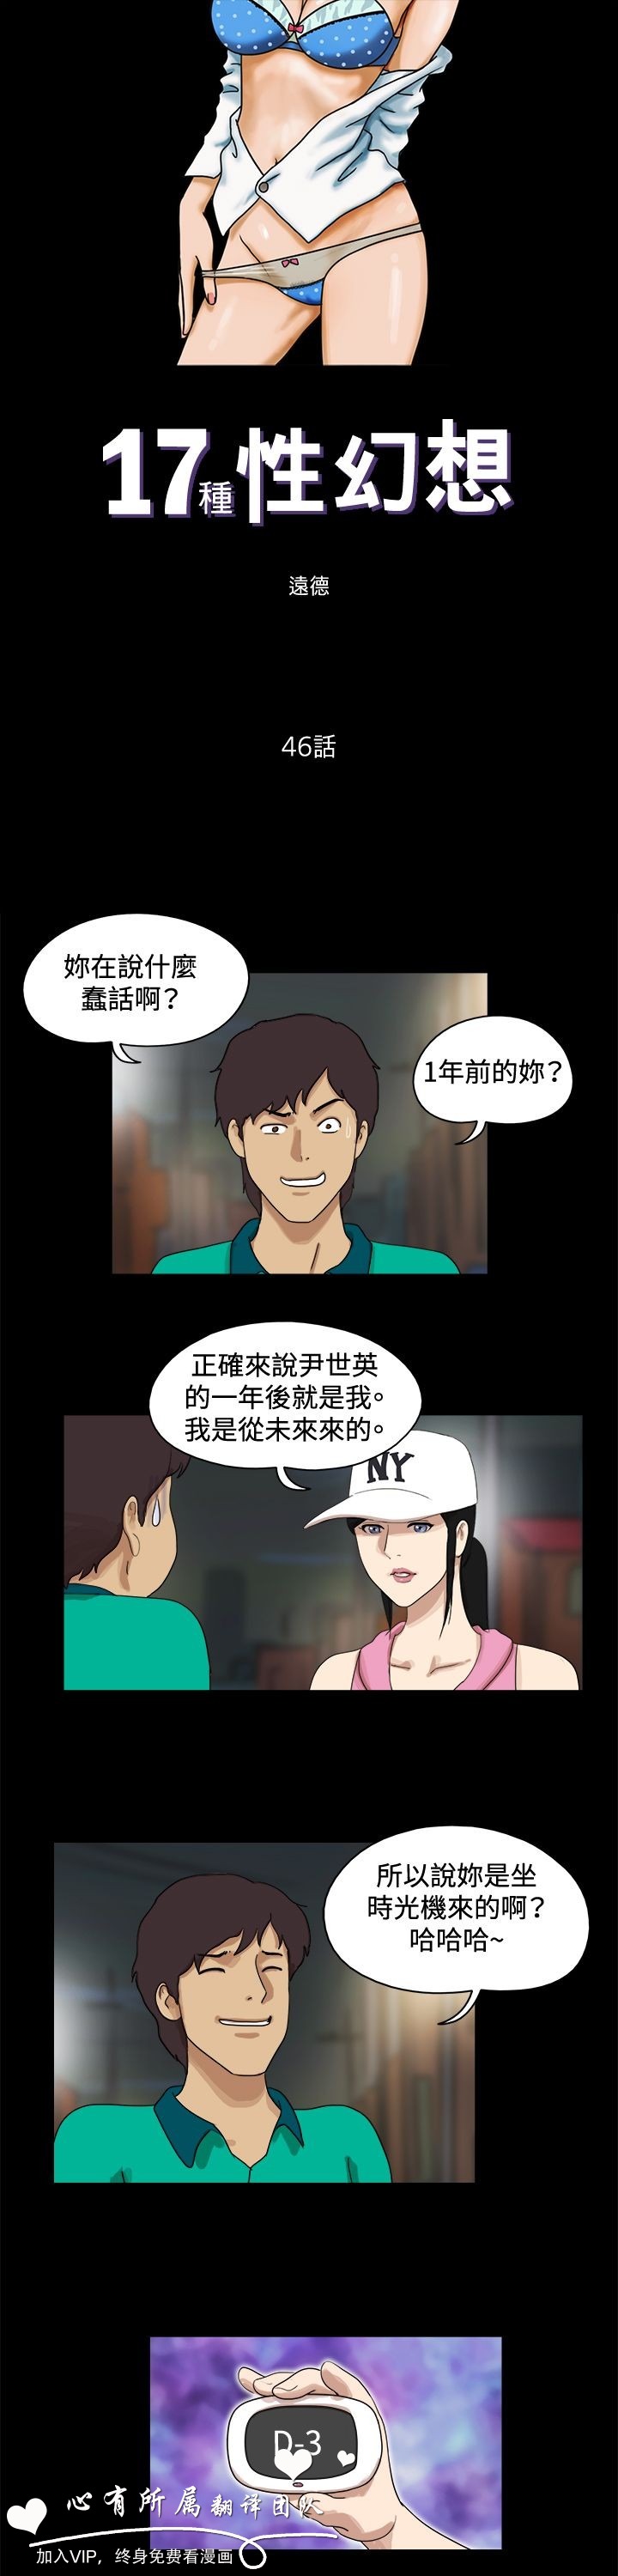 17種性幻想
遠德
46話
妳在說什麼
蠢話啊？
1年前的妳？
正確來說尹世英
的一年後就是我。
我是從未來來的。
NY
所以說妳是坐
時光機來的啊？
哈哈哈~
D-3
心有所属翻译团队
加入VIP，终身免费看漫画